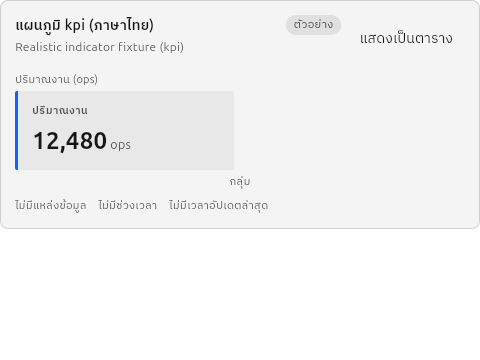 แผนภูมิ kpi (ภาษาไทย)
ตัวอย่าง
แสดงเป็นตาราง
Realistic indicator fixture (kpi)
ปริมาณงาน (ops)
ปริมาณงาน
12,480 ops
กลุ่ม
ไม่มีแหล่งข้อมูล ไม่มีช่วงเวลา ไม่มีเวลาอัปเดตล่าสุด